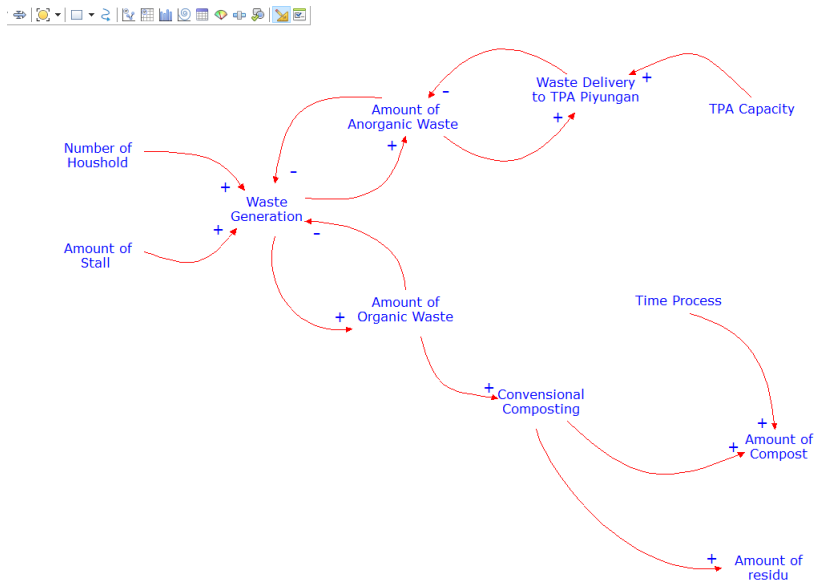 Waste Delivery
to TPA Piyungan
+
TPA Capacity
-
Amount of
Anorganic Waste
+
+
Number of
Houshold
-
+
Waste
Generation
+
-
Amount of
Stall
Amount of
Organic Waste
+
Time Process
+
Convensional
Composting
+
+
Amount of
Compost
+
Amount of
residu